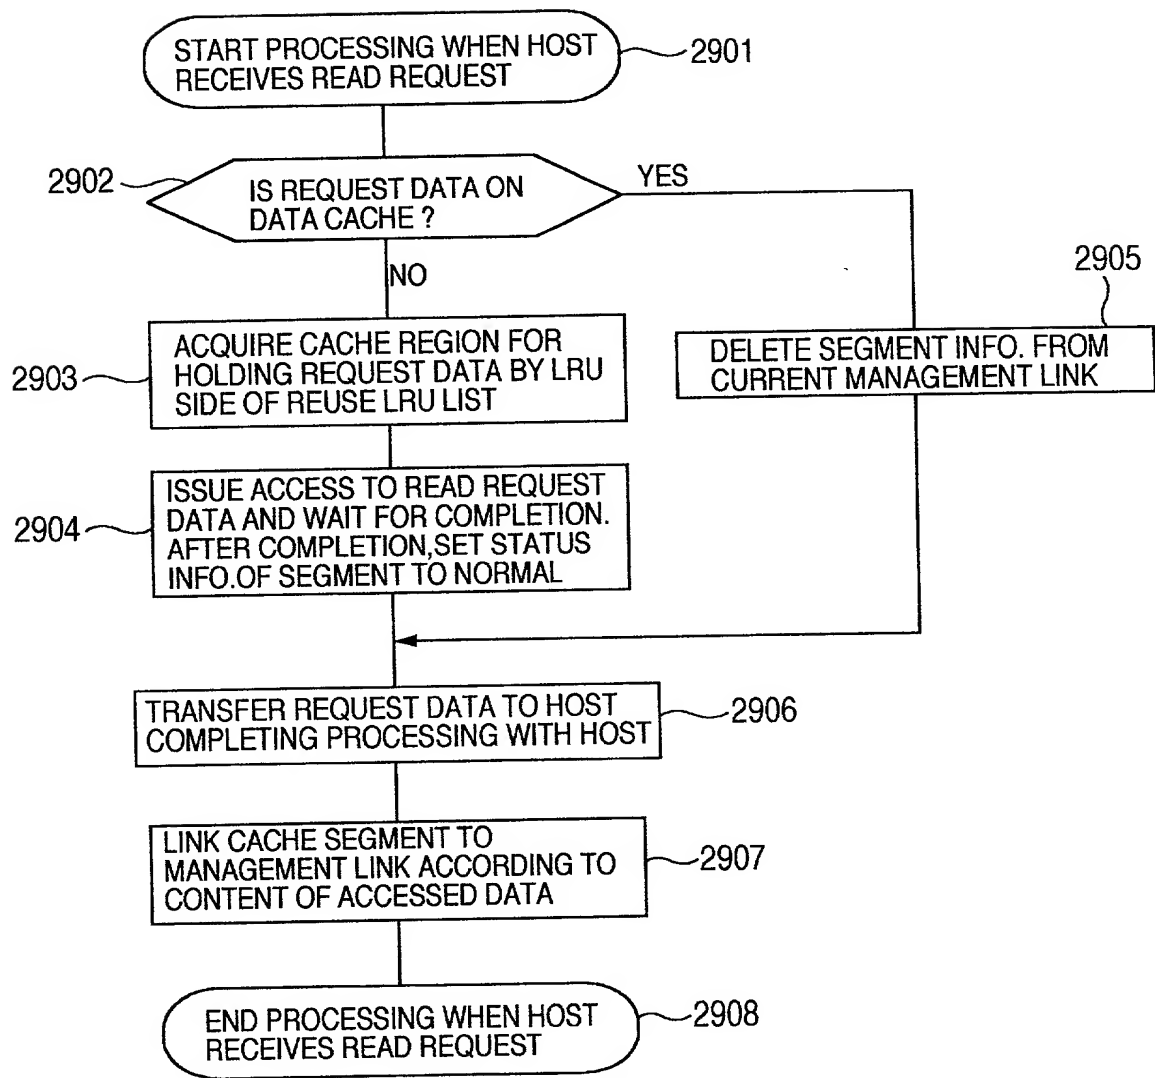 START PROCESSING WHEN HOST
RECEIVES READ REQUEST
2901
2902
IS REQUEST DATA ON
DATA CACHE ?
YES
NO
2905
DELETE SEGMENT INFO. FROM
CURRENT MANAGEMENT LINK
2903
ACQUIRE CACHE REGION FOR
HOLDING REQUEST DATA BY LRU
SIDE OF REUSE LRU LIST
2904
ISSUE ACCESS TO READ REQUEST
DATA AND WAIT FOR COMPLETION.
AFTER COMPLETION,SET STATUS
INFO.OF SEGMENT TO NORMAL
TRANSFER REQUEST DATA TO HOST
COMPLETING PROCESSING WITH HOST
2906
LINK CACHE SEGMENT TO
MANAGEMENT LINK ACCORDING TO
CONTENT OF ACCESSED DATA
2907
END PROCESSING WHEN HOST
RECEIVES READ REQUEST
2908